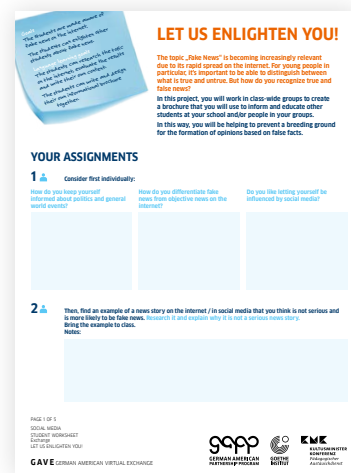 The students are made aware of
fake news on the internet.
The students can enlighten other
students about fake news.
The students can research the topic
on the internet, evaluate the results
and write their own content.
The students can write and design
their own informational brochure
together.
LET US ENLIGHTEN YOU!
The topic „Fake News" is becoming increasingly relevant
due to its rapid spread on the internet. For young people in
particular, it's important to be able to distinguish between
what is true and untrue. But how do you recognize true and
false news?
In this project, you will work in class-wide groups to create
a brochure that you will use to inform and educate other
students at your school and/or people in your groups.
In this way, you will be helping to prevent a breeding ground
for the formation of opinions based on false facts.
YOUR ASSIGNMENTS
1 Consider first individually:
How do you keep yourself
informed about politics and general
world events?
How do you differentiate fake
news from objective news on the
internet?
Do you like letting yourself be
influenced by social media?
2 Then, find an example of a news story on the internet / in social media that you think is not serious and
is more likely to be fake news. Research it and explain why it is not a serious news story.
Bring the example to class.
Notes:
PAGE 1 OF 5
SOCIAL MEDIA
STUDENT WORKSHEET
Exchange
LET US ENLIGHTEN YOU!
GAVE GERMAN AMERICAN VIRTUAL EXCHANGE
gapp
GERMAN AMERICAN
PARTNERSHIP PROGRAM
GOETHE
INSTITUT
KMK
KULTUSMINISTER
KONFERENZ
Pädagogischer
Austauschdienst